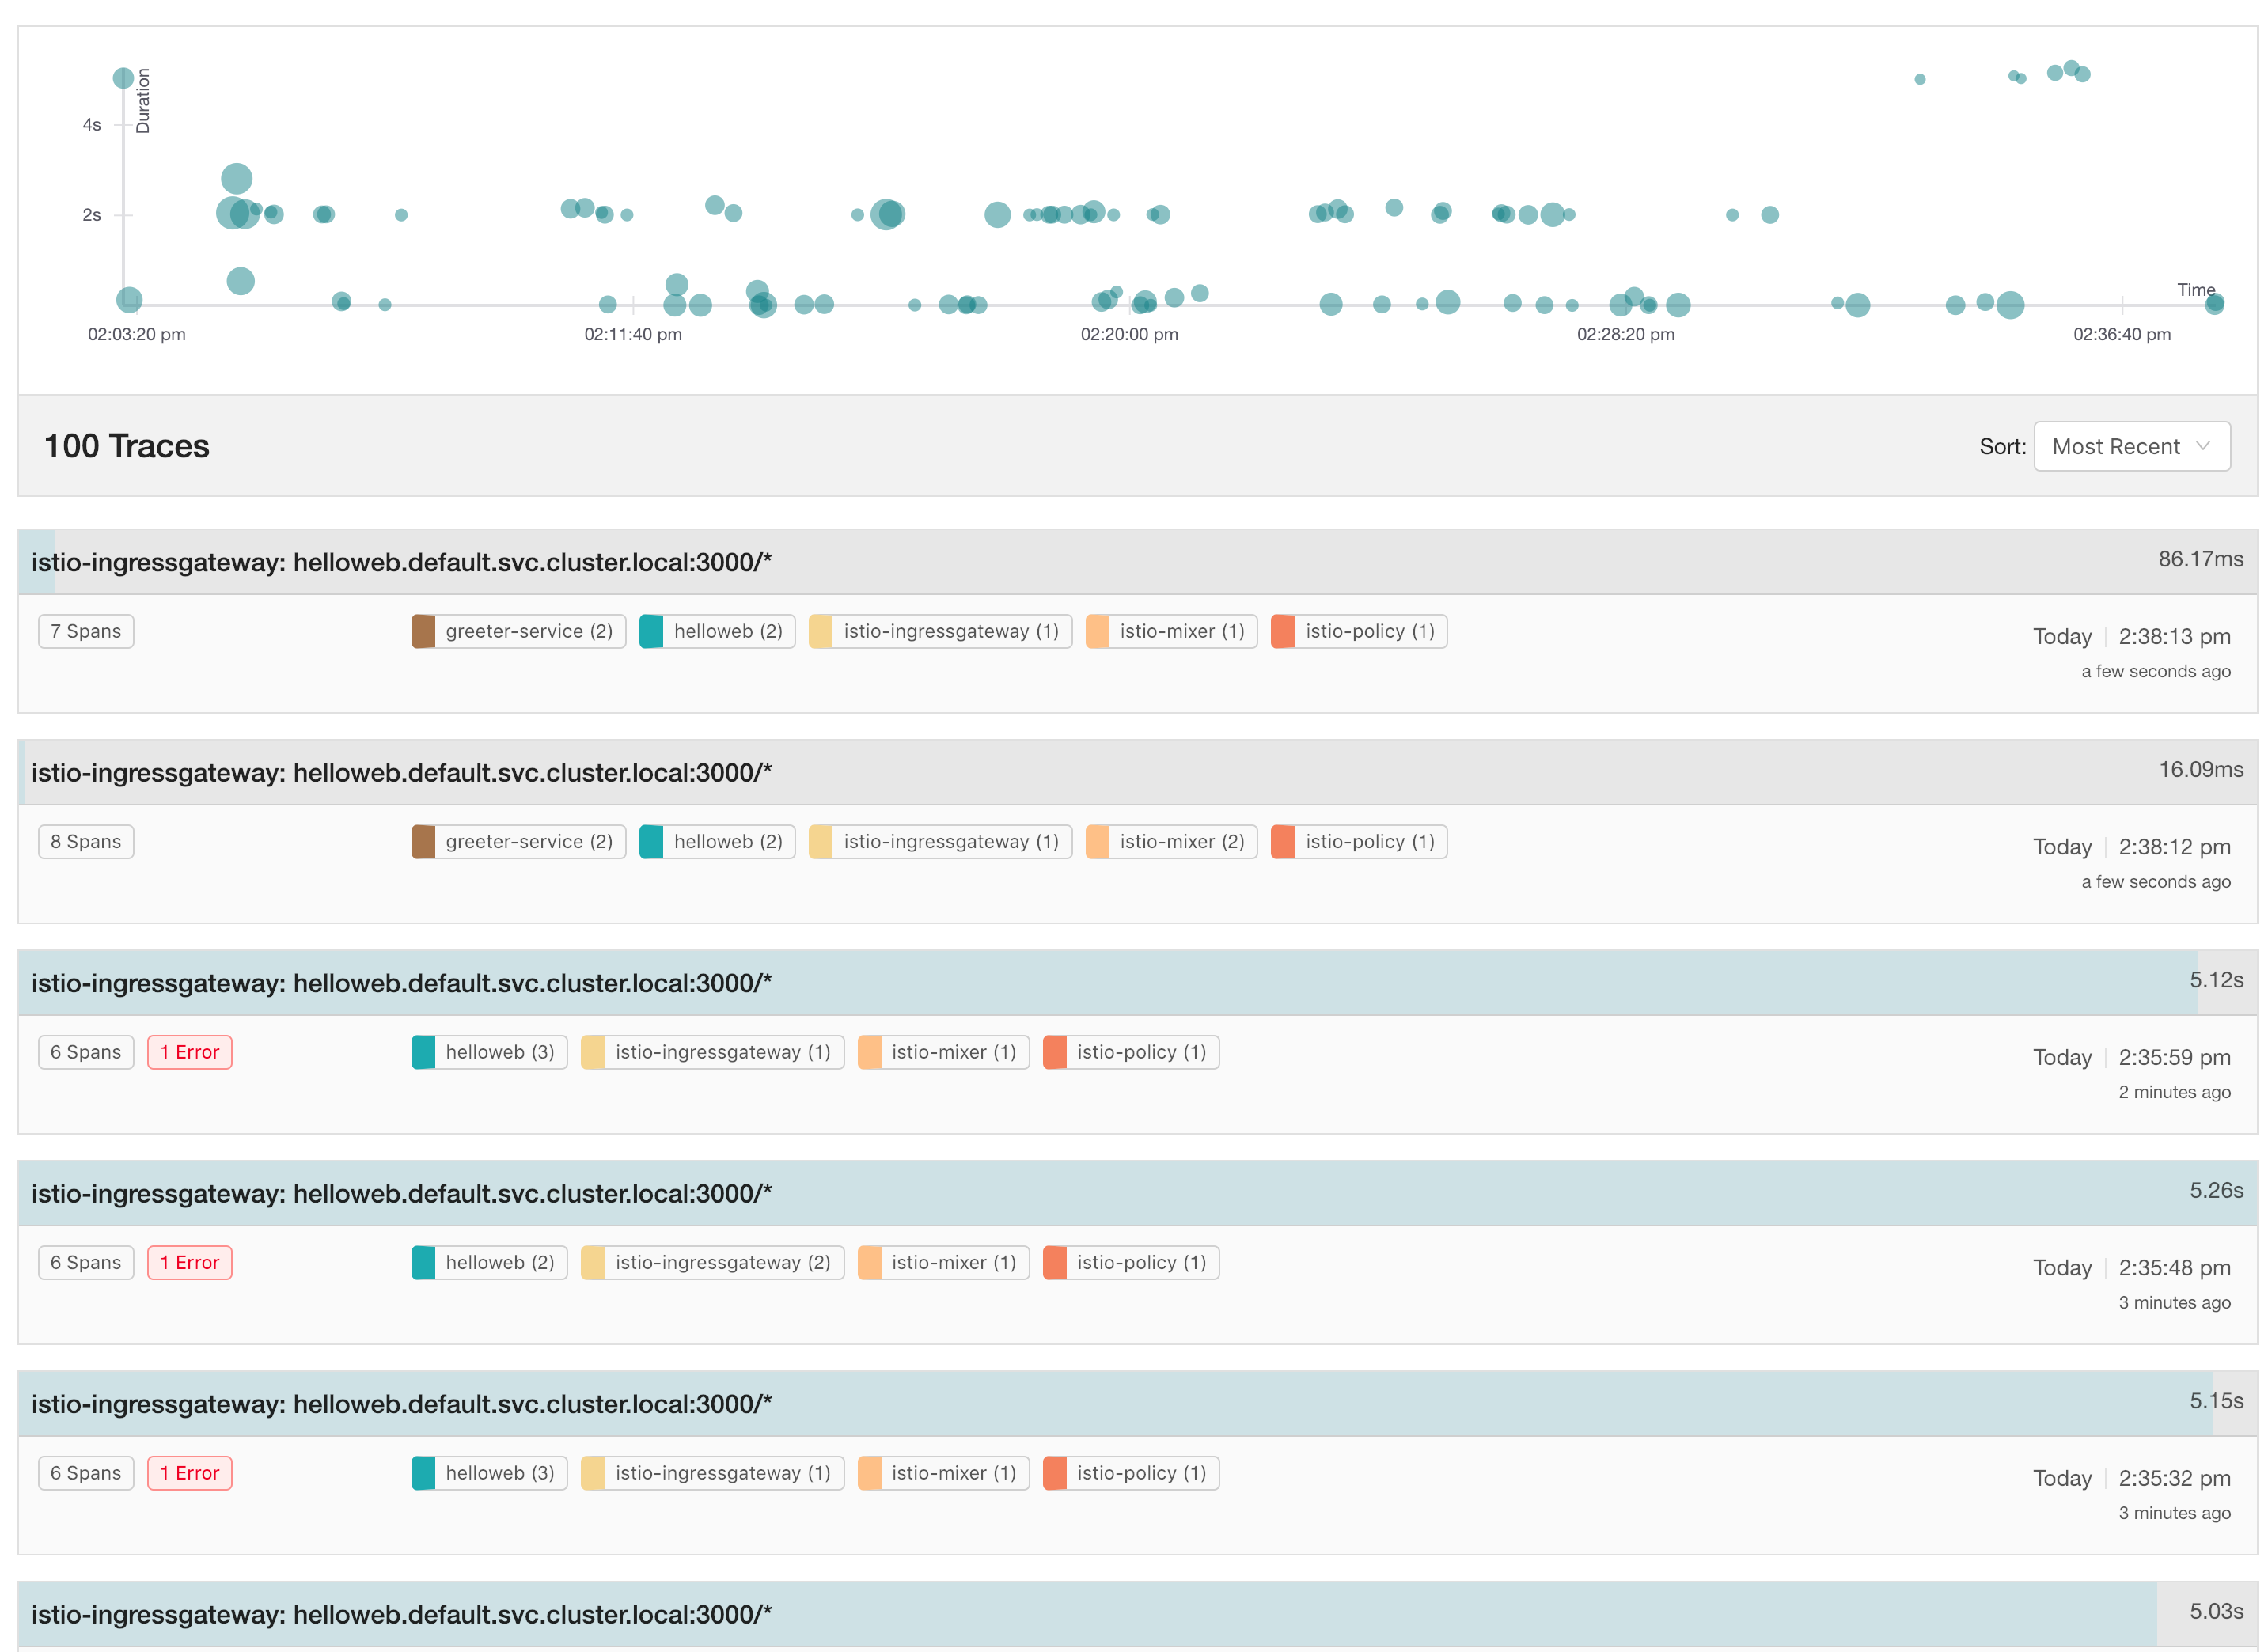 Duration
4s
2s
Time
02:03:20 pm 02:11:40 pm 02:20:00 pm 02:28:20 pm 02:36:40 pm
100 Traces Sort: Most Recent
istio-ingressgateway: helloweb.default.svc.cluster.local:3000/* 86.17ms
7 Spans greeter-service (2) helloweb (2) istio-ingressgateway (1) istio-mixer (1) istio-policy (1) Today 2:38:13 pm
a few seconds ago
istio-ingressgateway: helloweb.default.svc.cluster.local:3000/* 16.09ms
8 Spans greeter-service (2) helloweb (2) istio-ingressgateway (1) istio-mixer (2) istio-policy (1) Today 2:38:12 pm
a few seconds ago
istio-ingressgateway: helloweb.default.svc.cluster.local:3000/* 5.12s
6 Spans 1 Error helloweb (3) istio-ingressgateway (1) istio-mixer (1) istio-policy (1) Today 2:35:59 pm
2 minutes ago
istio-ingressgateway: helloweb.default.svc.cluster.local:3000/* 5.26s
6 Spans 1 Error helloweb (2) istio-ingressgateway (2) istio-mixer (1) istio-policy (1) Today 2:35:48 pm
3 minutes ago
istio-ingressgateway: helloweb.default.svc.cluster.local:3000/* 5.15s
6 Spans 1 Error helloweb (3) istio-ingressgateway (1) istio-mixer (1) istio-policy (1) Today 2:35:32 pm
3 minutes ago
istio-ingressgateway: helloweb.default.svc.cluster.local:3000/* 5.03s